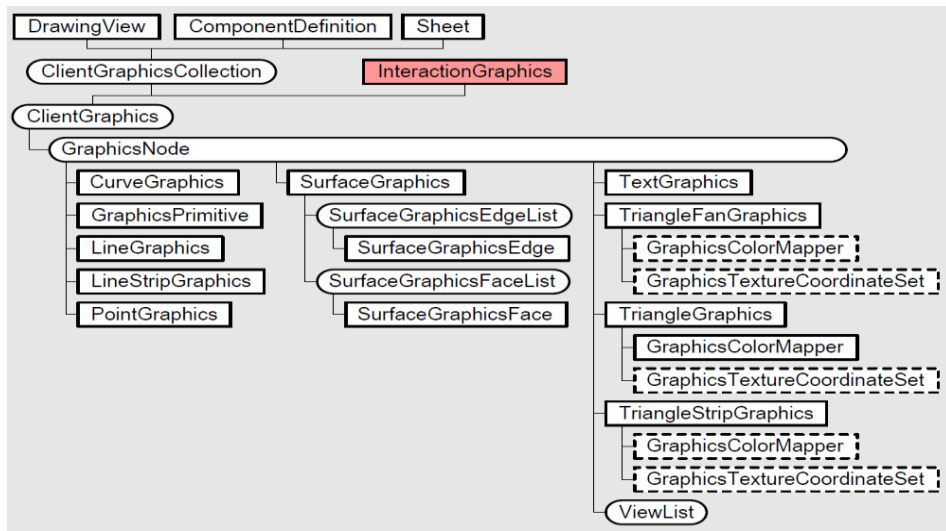 DrawingView
ComponentDefinition
Sheet
ClientGraphicsCollection
InteractionGraphics
ClientGraphics
GraphicsNode
CurveGraphics
GraphicsPrimitive
LineGraphics
LineStripGraphics
PointGraphics
SurfaceGraphics
SurfaceGraphicsEdgeList
SurfaceGraphicsEdge
SurfaceGraphicsFaceList
SurfaceGraphicsFace
TextGraphics
TriangleFanGraphics
GraphicsColorMapper
GraphicsTextureCoordinateSet
TriangleGraphics
GraphicsColorMapper
GraphicsTextureCoordinateSet
TriangleStripGraphics
GraphicsColorMapper
GraphicsTextureCoordinateSet
ViewList